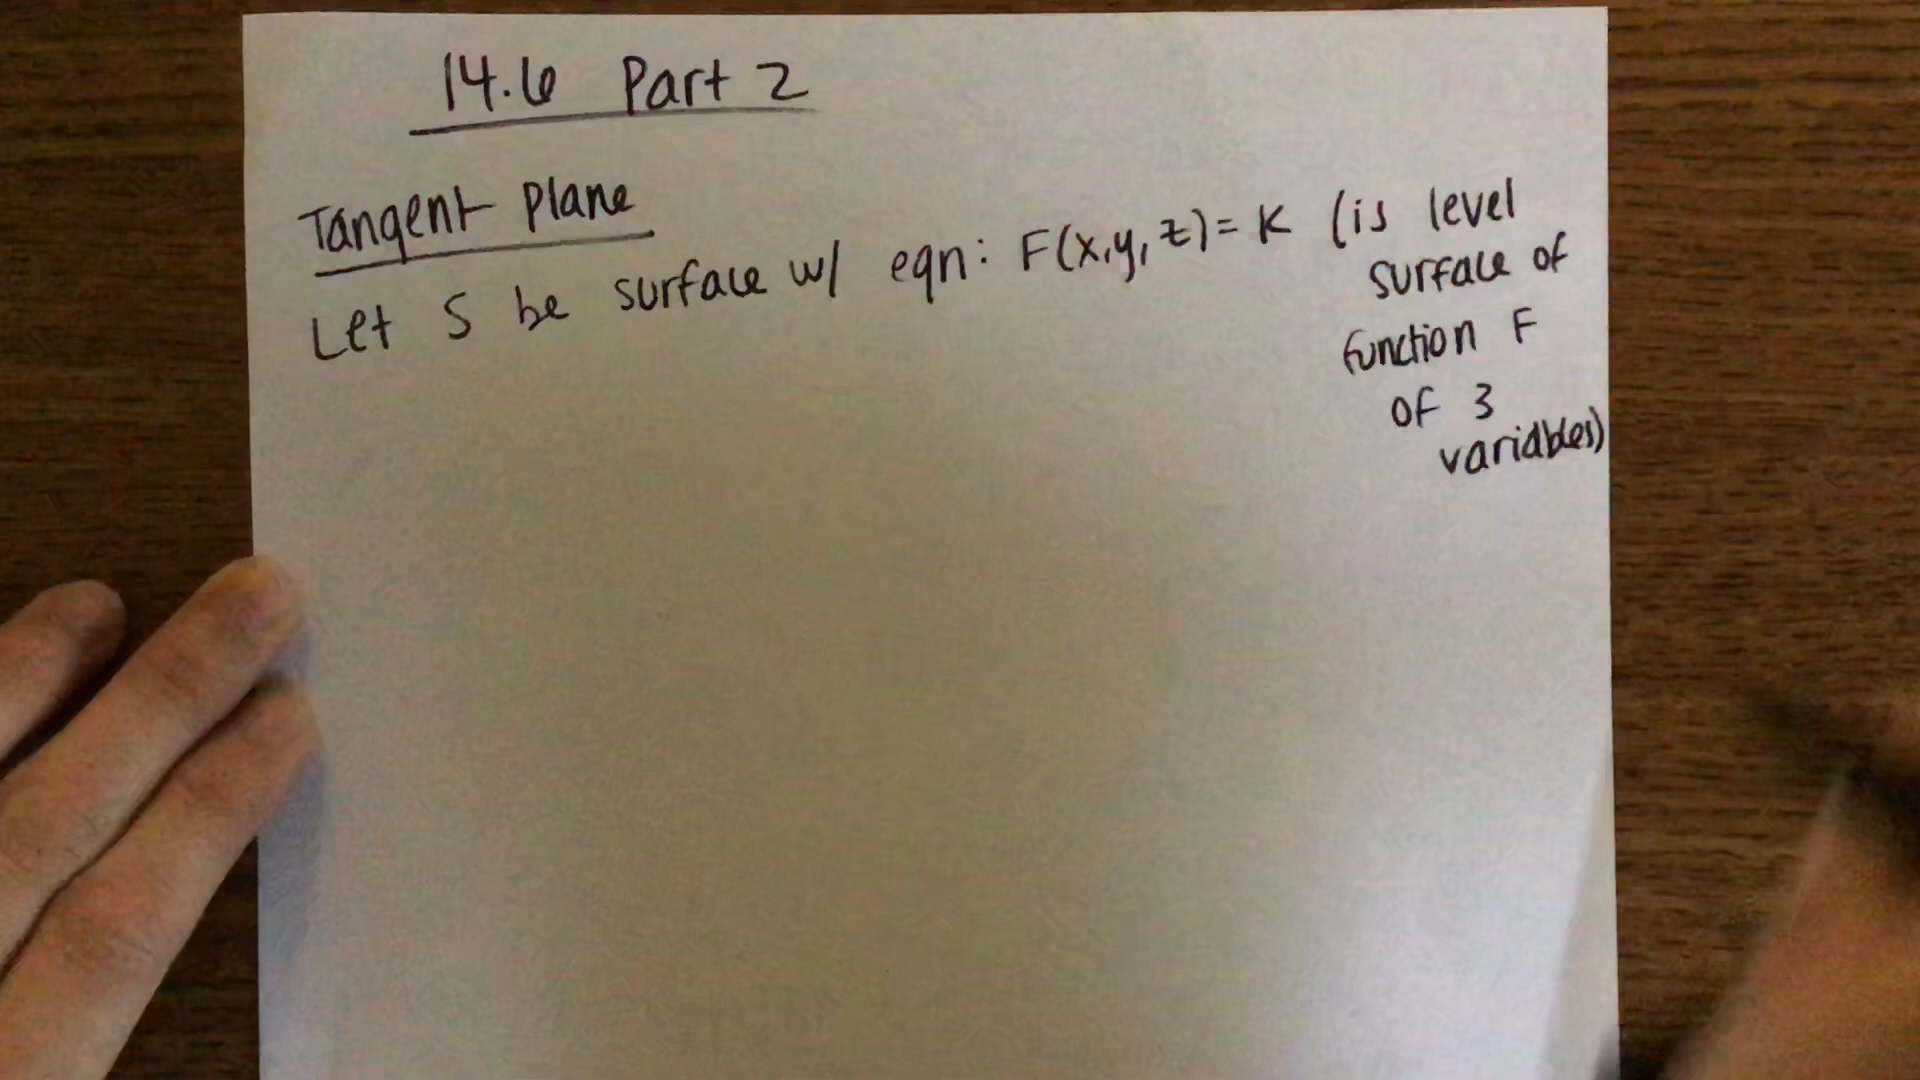 14.6 Part 2
Tangent Plane
Let S be surface w/ eqn: F(x,y,z)=K (is level
surface of
function F
of 3
variables)